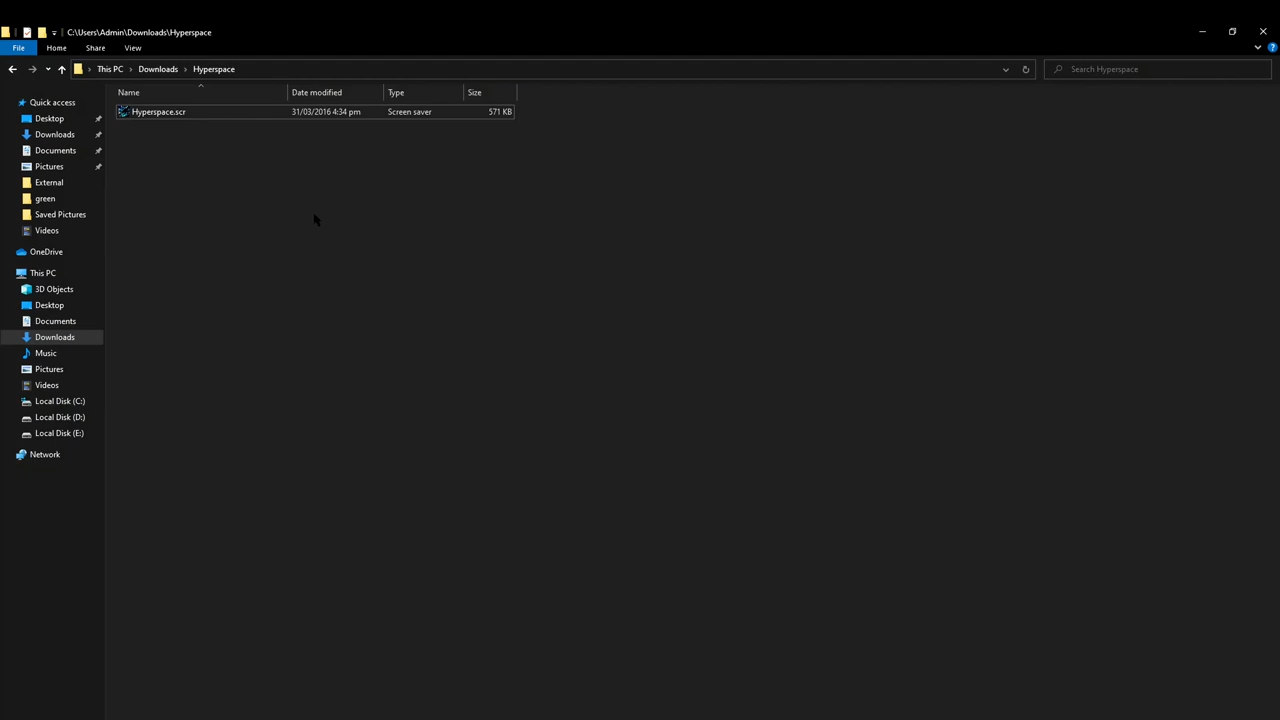 C:\Users\Admin\Downloads\Hyperspace
File Home Share View
This PC Downloads Hyperspace Search Hyperspace
Name Date modified Type Size
Hyperspace.scr 31/03/2016 4:34 pm Screen saver 571 KB
Quick access
Desktop
Downloads
Documents
Pictures
External
green
Saved Pictures
Videos
OneDrive
This PC
3D Objects
Desktop
Documents
Downloads
Music
Pictures
Videos
Local Disk (C:)
Local Disk (D:)
Local Disk (E:)
Network